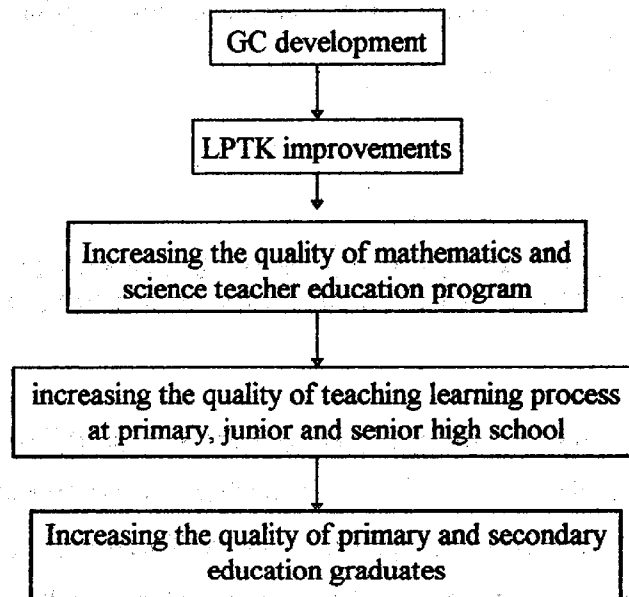 GC development
LPTK improvements
Increasing the quality of mathematics and
science teacher education program
increasing the quality of teaching learning process
at primary, junior and senior high school
Increasing the quality of primary and secondary
education graduates